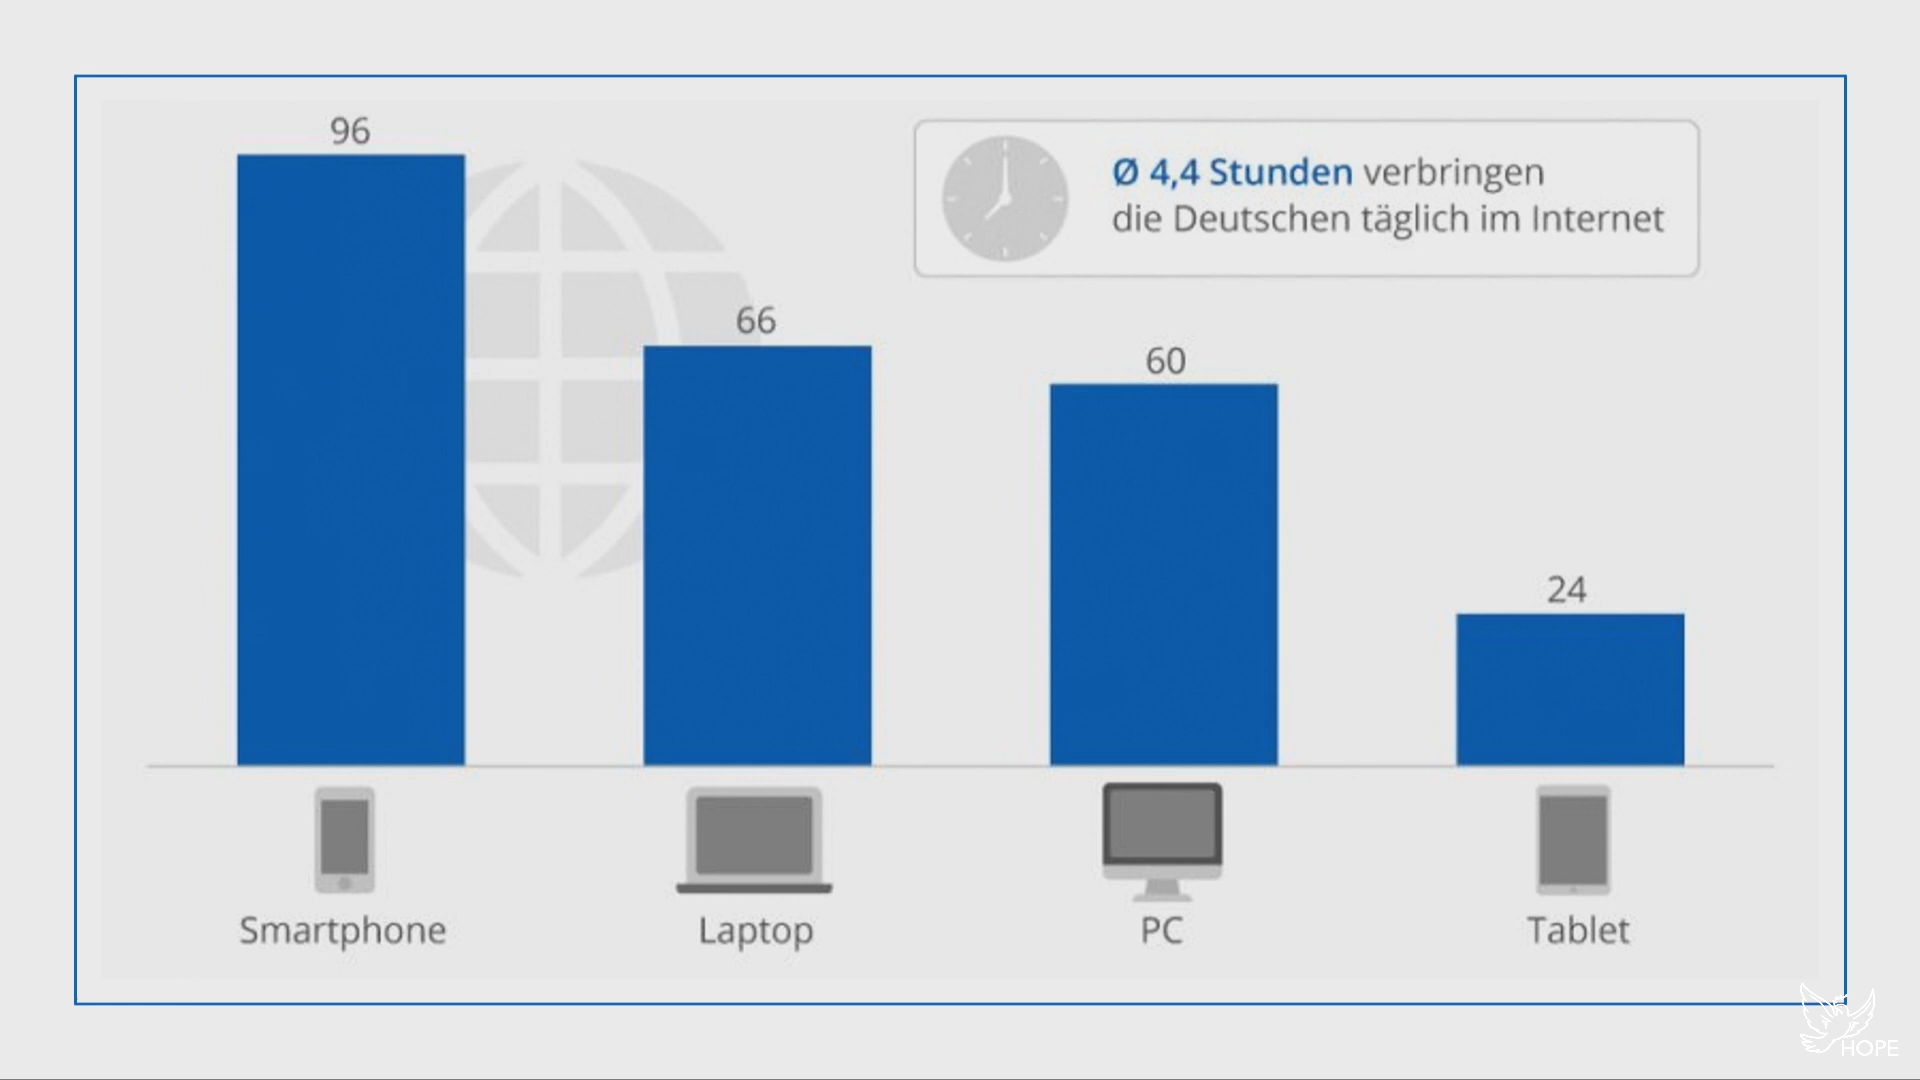 96
Ø 4,4 Stunden verbringen
die Deutschen täglich im Internet
66
60
24
Smartphone
Laptop
PC
Tablet
HOPE